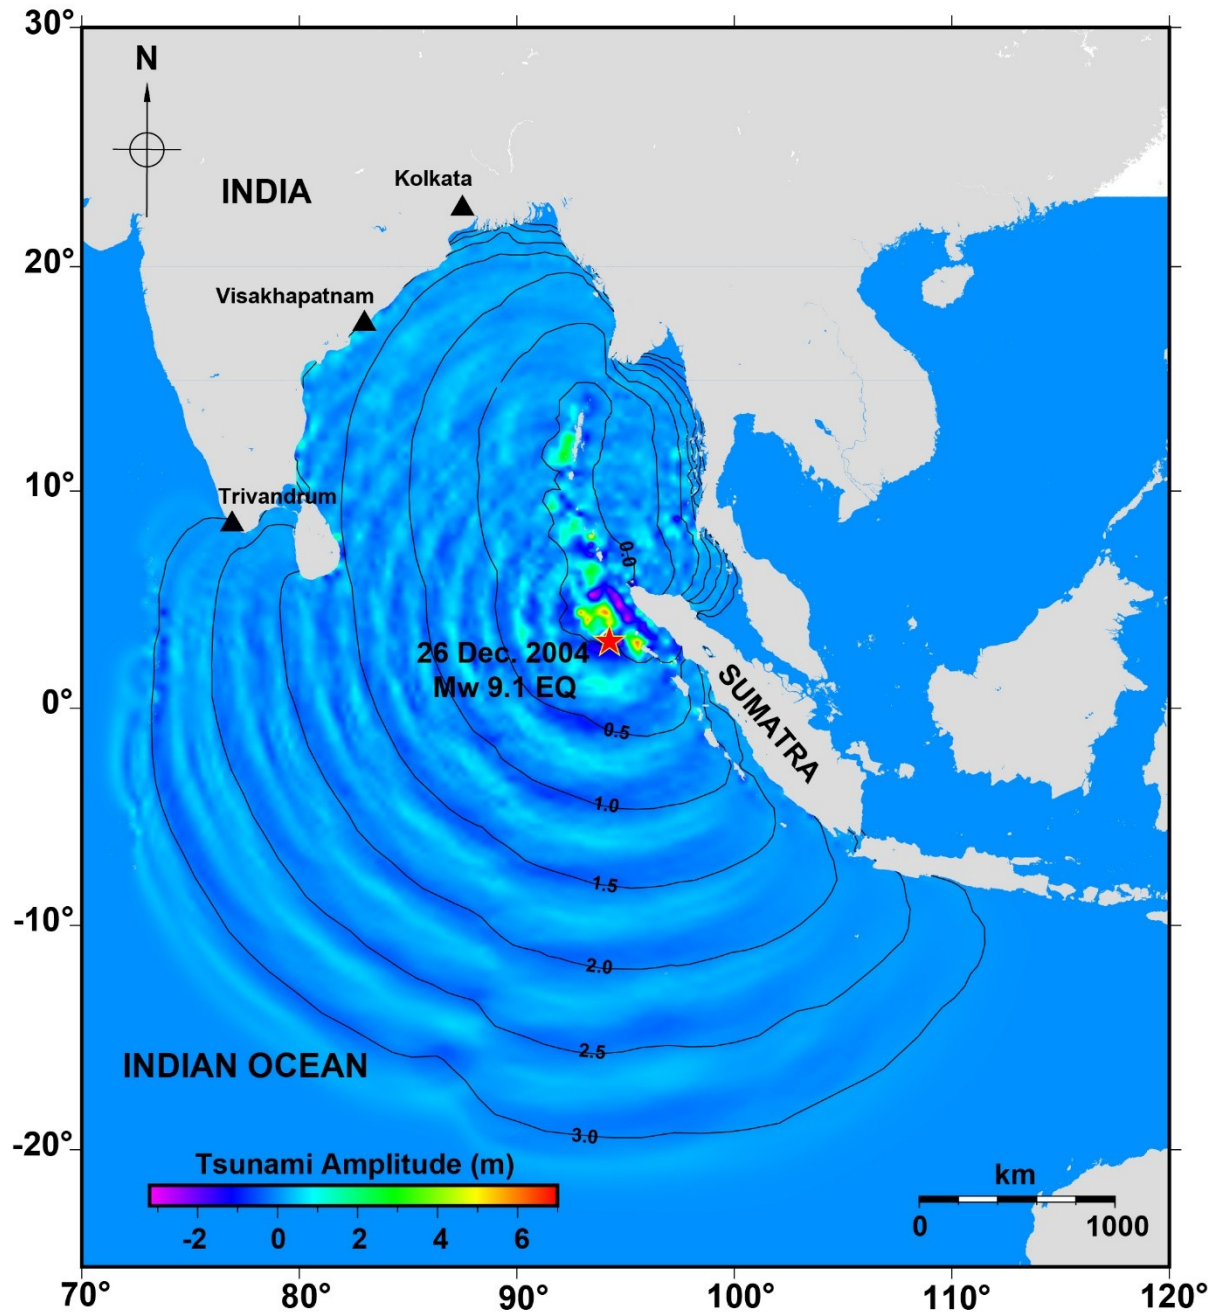 30°
N
Kolkata
INDIA
20°
Visakhapatnam
10°
Trivandrum
0.0
26 Dec. 2004
Mw 9.1 EQ
SUMATRA
0°
0.5
1.0
1.5
-10°
2.0
2.5
INDIAN OCEAN
3.0
-20°
Tsunami Amplitude (m)
-2 0 2 4 6
km
0 1000
70° 80° 90° 100° 110° 120°